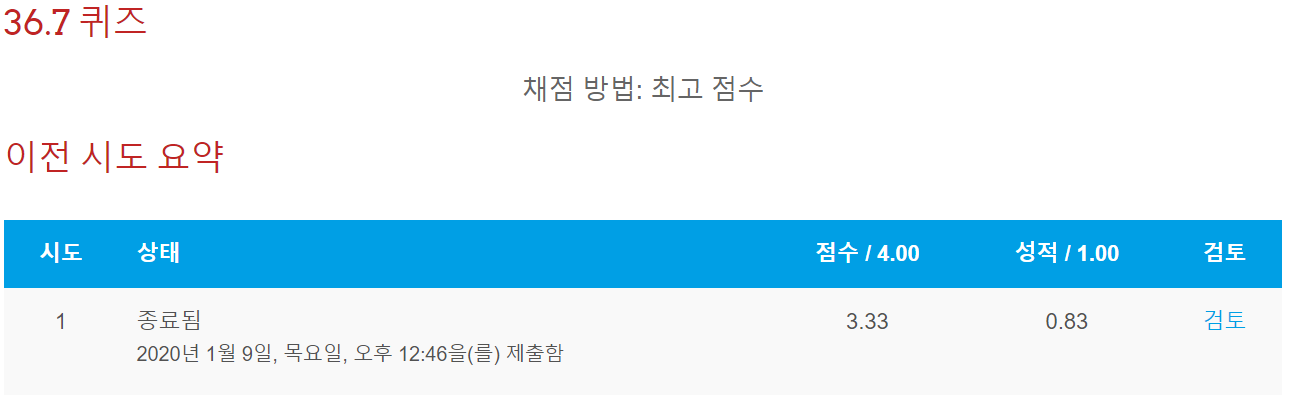 36.7 퀴즈
채점 방법: 최고 점수
이전 시도 요약
시도 상태 점수 / 4.00 성적 / 1.00 검토
1 종료됨 3.33 0.83 검토
2020년 1월 9일, 목요일, 오후 12:46을(를) 제출함